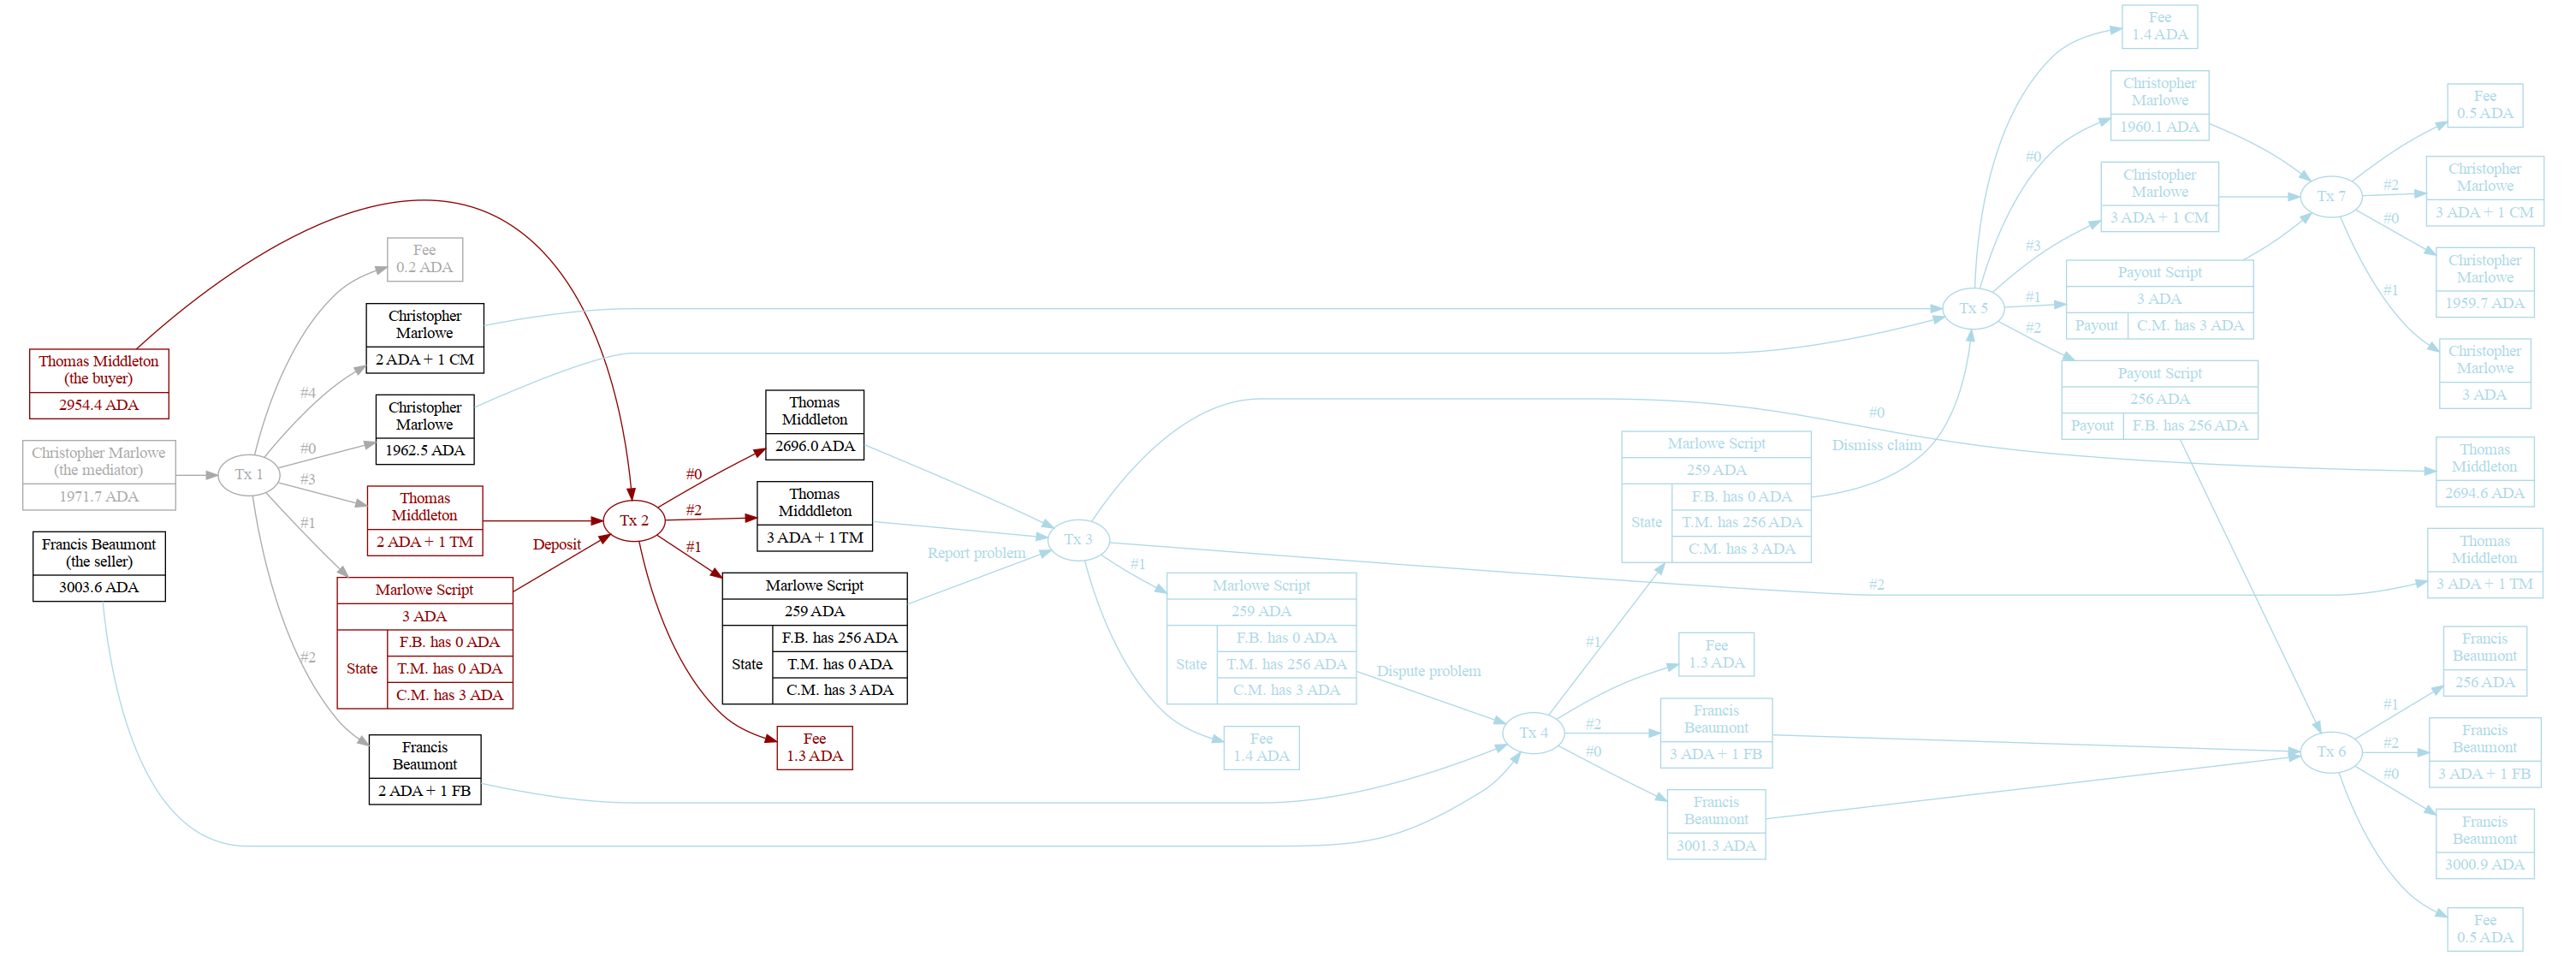 Thomas Middleton
(the buyer)
2954.4 ADA
Christopher Marlowe
(the mediator)
1971.7 ADA
Francis Beaumont
(the seller)
3003.6 ADA
Tx 1
#4
#0
#3
#1
#2
Fee
0.2 ADA
Christopher
Marlowe
2 ADA + 1 CM
Christopher
Marlowe
1962.5 ADA
Thomas
Middleton
2 ADA + 1 TM
Marlowe Script
3 ADA
State
F.B. has 0 ADA
T.M. has 0 ADA
C.M. has 3 ADA
Francis
Beaumont
2 ADA + 1 FB
Deposit
Tx 2
#0
#2
#1
Thomas
Middleton
2696.0 ADA
Thomas
Midddleton
3 ADA + 1 TM
Marlowe Script
259 ADA
State
F.B. has 256 ADA
T.M. has 0 ADA
C.M. has 3 ADA
Fee
1.3 ADA
Report problem
Tx 3
#0
#2
#1
Marlowe Script
259 ADA
State
F.B. has 0 ADA
T.M. has 256 ADA
C.M. has 3 ADA
Fee
1.4 ADA
Dispute problem
Tx 4
#1
#2
#0
Marlowe Script
259 ADA
State
F.B. has 0 ADA
T.M. has 256 ADA
C.M. has 3 ADA
Fee
1.3 ADA
Francis
Beaumont
3 ADA + 1 FB
Francis
Beaumont
3001.3 ADA
Dismiss claim
Tx 5
#0
#3
#1
#2
Fee
1.4 ADA
Christopher
Marlowe
1960.1 ADA
Christopher
Marlowe
3 ADA + 1 CM
Payout Script
3 ADA
Payout
C.M. has 3 ADA
Payout Script
256 ADA
Payout
F.B. has 256 ADA
Tx 7
#2
#0
#1
Fee
0.5 ADA
Christopher
Marlowe
3 ADA + 1 CM
Christopher
Marlowe
1959.7 ADA
Christopher
Marlowe
3 ADA
Thomas
Middleton
2694.6 ADA
Thomas
Middleton
3 ADA + 1 TM
Tx 6
#1
#2
#0
Francis
Beaumont
256 ADA
Francis
Beaumont
3 ADA + 1 FB
Francis
Beaumont
3000.9 ADA
Fee
0.5 ADA